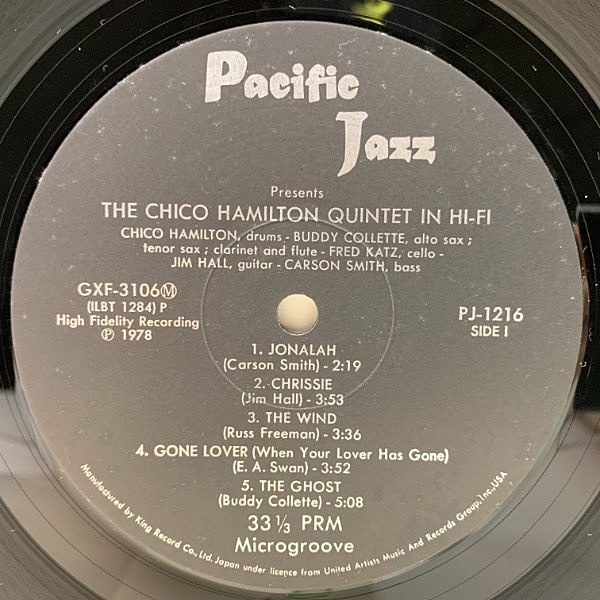 Pacific
Jazz
Presents
THE CHICO HAMILTON QUINTET IN HI-FI
CHICO HAMILTON, drums - BUDDY COLLETTE, alto sax ;
tenor sax ; clarinet and flute - FRED KATZ, cello -
JIM HALL, guitar - CARSON SMITH, bass
GXF-3106Ⓜ
(ILBT 1284) P
High Fidelity Recording
℗ 1978
PJ-1216
SIDE I
1. JONALAH
(Carson Smith) - 2:19
2. CHRISSIE
(Jim Hall) - 3:53
3. THE WIND
(Russ Freeman) - 3:36
4. GONE LOVER (When Your Lover Has Gone)
(E. A. Swan) - 3:52
5. THE GHOST
(Buddy Collette) - 5:08
33 1/3 PRM
Microgroove
Manufactured by King Record Co., Ltd. Japan under licence from United Artists Music And Records Group, Inc., USA